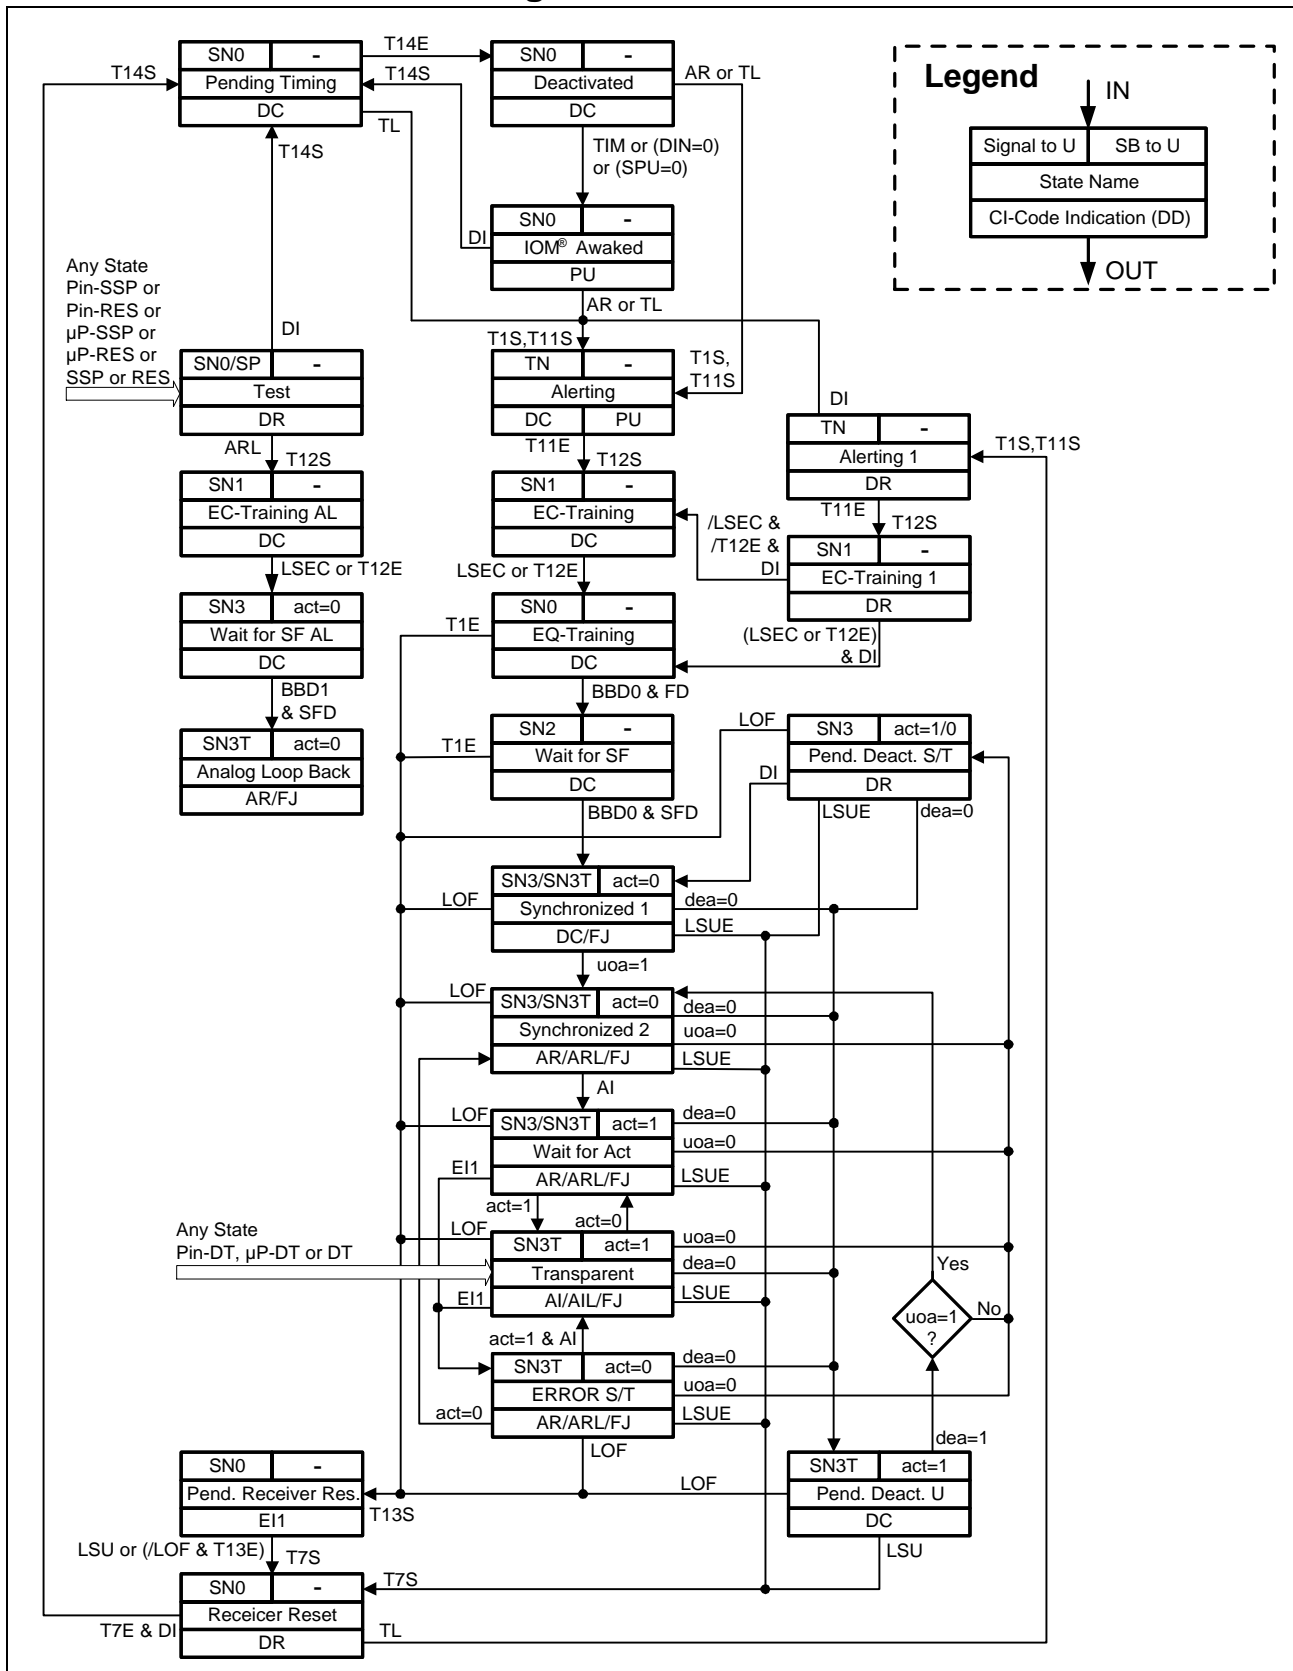 SN0 -
Pending Timing
DC
T14E
T14S
T14S
TL
T14S
SN0 -
Deactivated
DC
AR or TL
TIM or (DIN=0)
or (SPU=0)
SN0 -
IOM® Awaked
PU
DI
AR or TL
Legend
IN
Signal to U SB to U
State Name
CI-Code Indication (DD)
OUT
Any State
Pin-SSP or
Pin-RES or
µP-SSP or
µP-RES or
SSP or RES
DI
SN0/SP -
Test
DR
ARL
T12S
T1S,T11S
TN -
Alerting
DC PU
T1S,
T11S
T11E
T12S
DI
TN -
Alerting 1
DR
T1S,T11S
T11E
T12S
SN1 -
EC-Training AL
DC
LSEC or T12E
SN1 -
EC-Training
DC
LSEC or T12E
/LSEC &
/T12E &
DI
SN1 -
EC-Training 1
DR
(LSEC or T12E)
& DI
SN3 act=0
Wait for SF AL
DC
BBD1
& SFD
SN0 -
EQ-Training
DC
T1E
BBD0 & FD
SN3T act=0
Analog Loop Back
AR/FJ
SN2 -
Wait for SF
DC
T1E
BBD0 & SFD
LOF
SN3 act=1/0
Pend. Deact. S/T
DR
DI
LSUE
dea=0
SN3/SN3T act=0
Synchronized 1
DC/FJ
LOF
dea=0
LSUE
uoa=1
SN3/SN3T act=0
Synchronized 2
AR/ARL/FJ
LOF
dea=0
uoa=0
LSUE
AI
SN3/SN3T act=1
Wait for Act
AR/ARL/FJ
LOF
EI1
dea=0
uoa=0
LSUE
act=1
act=0
Any State
Pin-DT, µP-DT or DT
LOF
SN3T act=1
Transparent
AI/AIL/FJ
EI1
uoa=0
dea=0
LSUE
act=1 & AI
Yes
uoa=1
?
No
SN3T act=0
ERROR S/T
AR/ARL/FJ
act=0
dea=0
uoa=0
LSUE
LOF
dea=1
SN3T act=1
Pend. Deact. U
DC
LOF
LSU
SN0 -
Pend. Receiver Res.
EI1
T13S
LSU or (/LOF & T13E)
T7S
T7S
SN0 -
Receicer Reset
DR
T7E & DI
TL